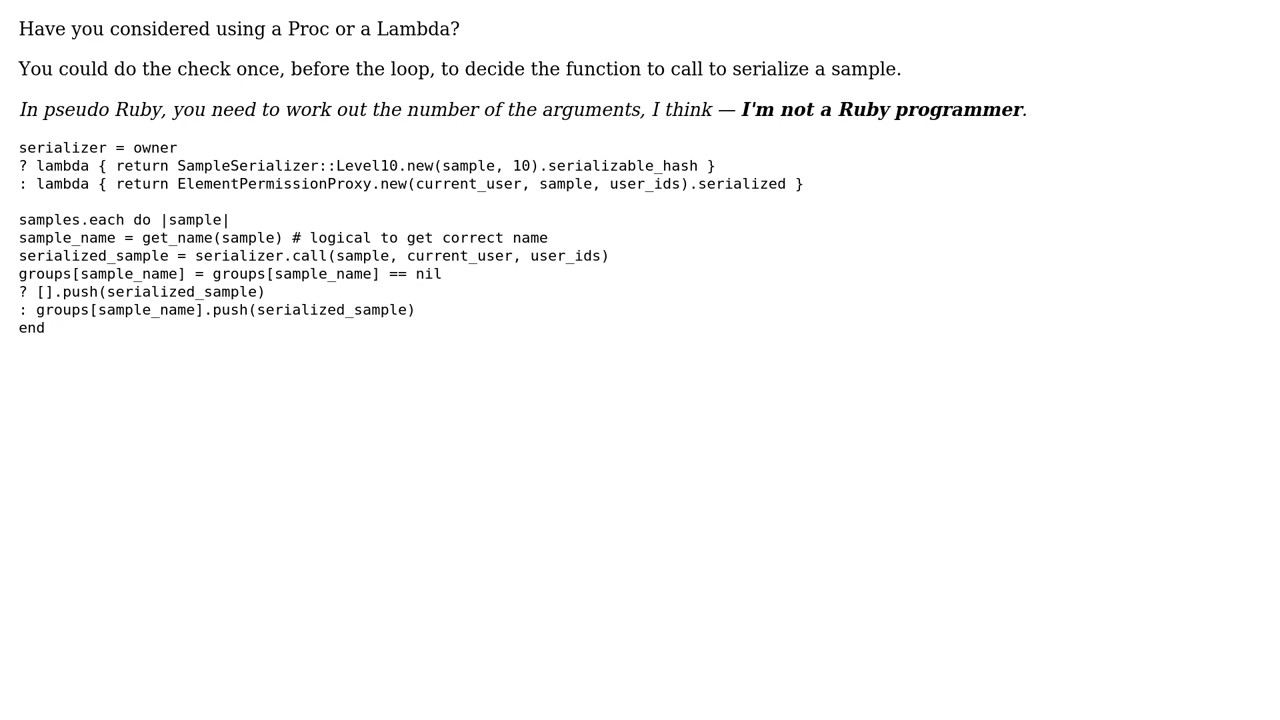 Have you considered using a Proc or a Lambda?
You could do the check once, before the loop, to decide the function to call to serialize a sample.
In pseudo Ruby, you need to work out the number of the arguments, I think — I'm not a Ruby programmer.
serializer = owner
? lambda { return SampleSerializer::Level10.new(sample, 10).serializable_hash }
: lambda { return ElementPermissionProxy.new(current_user, sample, user_ids).serialized }
samples.each do |sample|
sample_name = get_name(sample) # logical to get correct name
serialized_sample = serializer.call(sample, current_user, user_ids)
groups[sample_name] = groups[sample_name] == nil
? [].push(serialized_sample)
: groups[sample_name].push(serialized_sample)
end